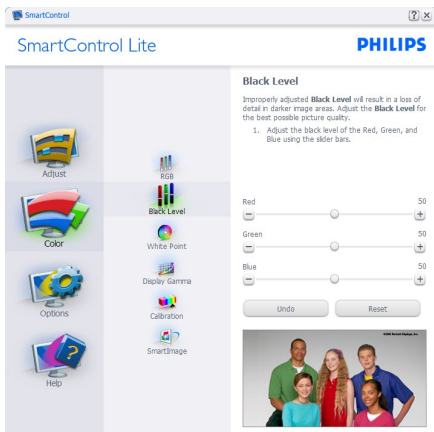 SmartControl
SmartControl Lite
PHILIPS
Adjust
Color
Options
Help
RGB
Black Level
White Point
Display Gamma
Calibration
SmartImage
Black Level
Improperly adjusted Black Level will result in a loss of
detail in darker image areas. Adjust the Black Level for
the best possible picture quality.
1. Adjust the black level of the Red, Green, and
Blue using the slider bars.
Red 50
Green 50
Blue 50
Undo Reset